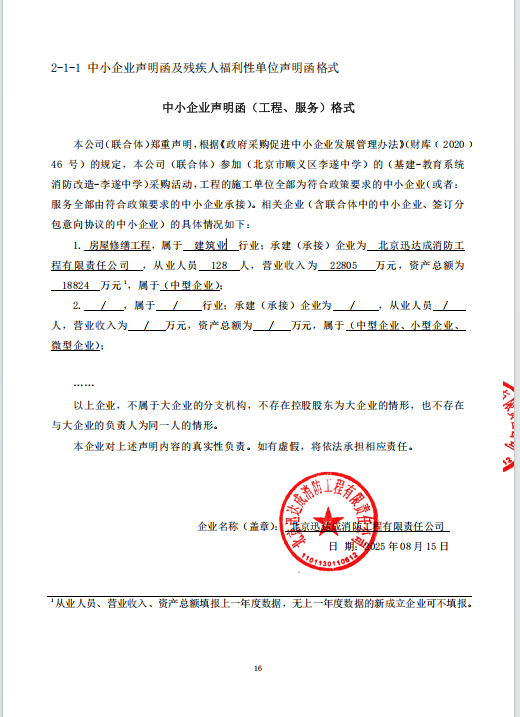 2-1-1 中小企业声明函及残疾人福利性单位声明函格式
中小企业声明函（工程、服务）格式
本公司（联合体）郑重声明，根据《政府采购促进中小企业发展管理办法》（财库﹝2020﹞
46 号）的规定，本公司（联合体）参加（北京市顺义区李遂中学）的（基建-教育系统
消防改造-李遂中学）采购活动，工程的施工单位全部为符合政策要求的中小企业（或者：
服务全部由符合政策要求的中小企业承接）。相关企业（含联合体中的中小企业、签订分
包意向协议的中小企业）的具体情况如下：
1. 房屋修缮工程，属于 建筑业 行业；承建（承接）企业为 北京迅达成消防工
程有限责任公司 ，从业人员 128 人，营业收入为 22805 万元，资产总额为
18824 万元¹，属于（中型企业）；
2. / ，属于 / 行业；承建（承接）企业为 / ，从业人员 /
人，营业收入为 / 万元，资产总额为 / 万元，属于（中型企业、小型企业、
微型企业）；
……
以上企业，不属于大企业的分支机构，不存在控股股东为大企业的情形，也不存在
与大企业的负责人为同一人的情形。
本企业对上述声明内容的真实性负责。如有虚假，将依法承担相应责任。
企业名称（盖章）： 北京迅达成消防工程有限责任公司
日 期：2025 年 08 月 15 日
北京迅达成消防工程有限责任公司
1101130110612
¹ 从业人员、营业收入、资产总额填报上一年度数据，无上一年度数据的新成立企业可不填报。
16